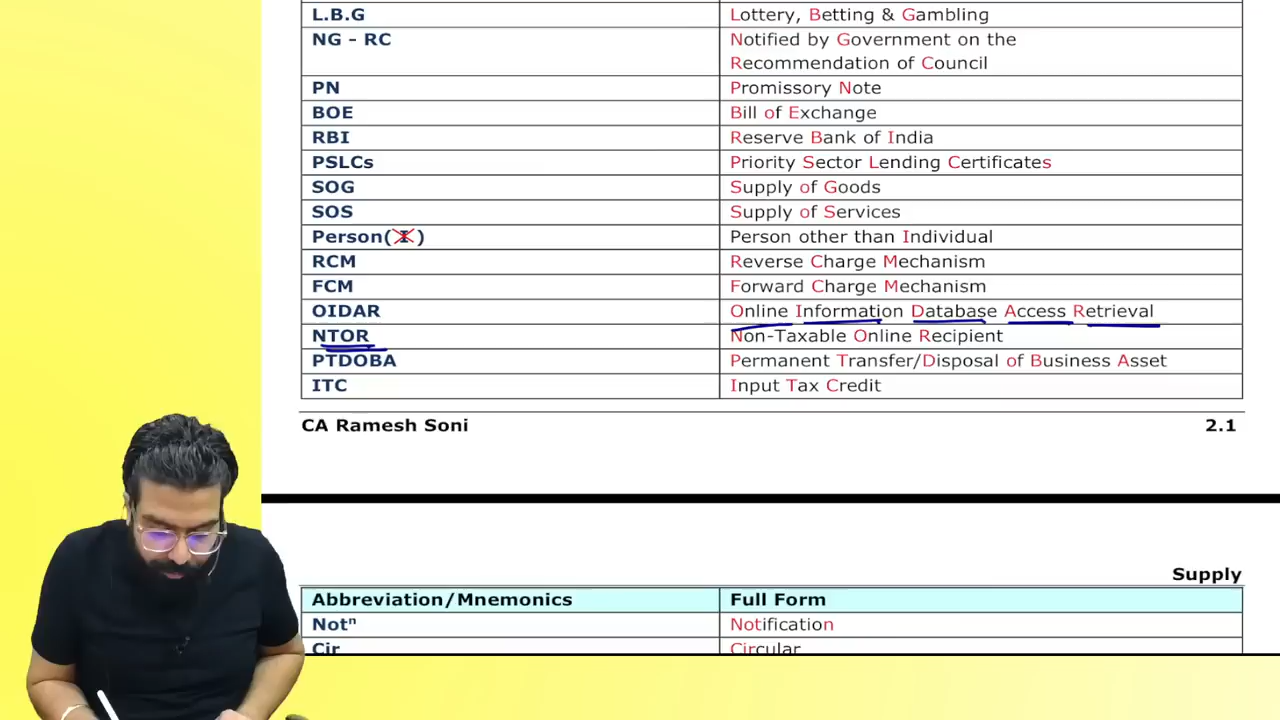 L.B.G Lottery, Betting & Gambling
NG - RC Notified by Government on the
Recommendation of Council
PN Promissory Note
BOE Bill of Exchange
RBI Reserve Bank of India
PSLCs Priority Sector Lending Certificates
SOG Supply of Goods
SOS Supply of Services
Person(I) Person other than Individual
RCM Reverse Charge Mechanism
FCM Forward Charge Mechanism
OIDAR Online Information Database Access Retrieval
NTOR Non-Taxable Online Recipient
PTDOBA Permanent Transfer/Disposal of Business Asset
ITC Input Tax Credit
CA Ramesh Soni 2.1
Supply
Abbreviation/Mnemonics Full Form
Notⁿ Notification
Cir Circular